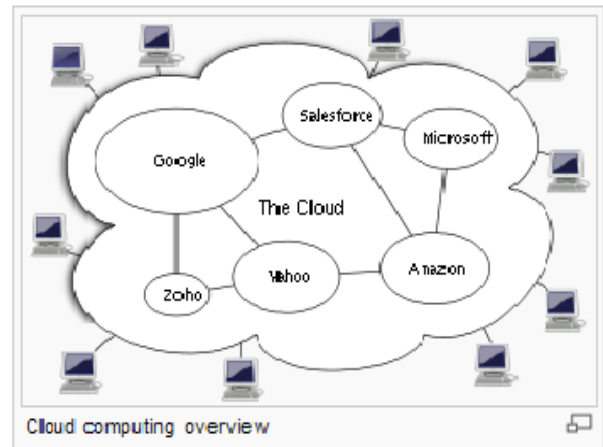 Salesforce
Microsoft
Google
The Cloud
Yahoo
Amazon
Zoho
Cloud computing overview